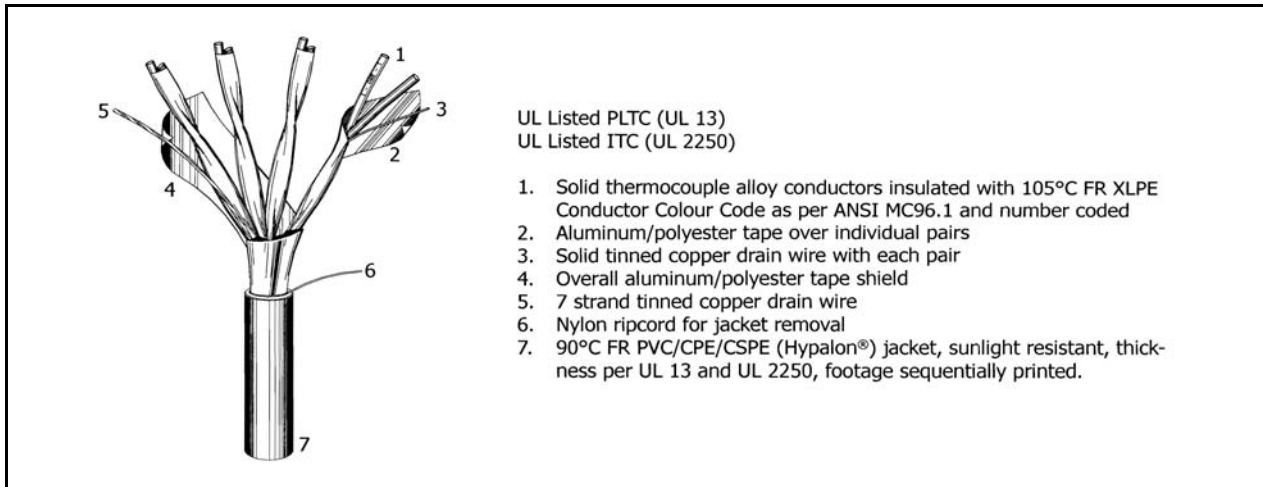 1
5
3
2
4
6
7
UL Listed PLTC (UL 13)
UL Listed ITC (UL 2250)
1. Solid thermocouple alloy conductors insulated with 105°C FR XLPE
Conductor Colour Code as per ANSI MC96.1 and number coded
2. Aluminum/polyester tape over individual pairs
3. Solid tinned copper drain wire with each pair
4. Overall aluminum/polyester tape shield
5. 7 strand tinned copper drain wire
6. Nylon ripcord for jacket removal
7. 90°C FR PVC/CPE/CSPE (Hypalon®) jacket, sunlight resistant, thick-
ness per UL 13 and UL 2250, footage sequentially printed.